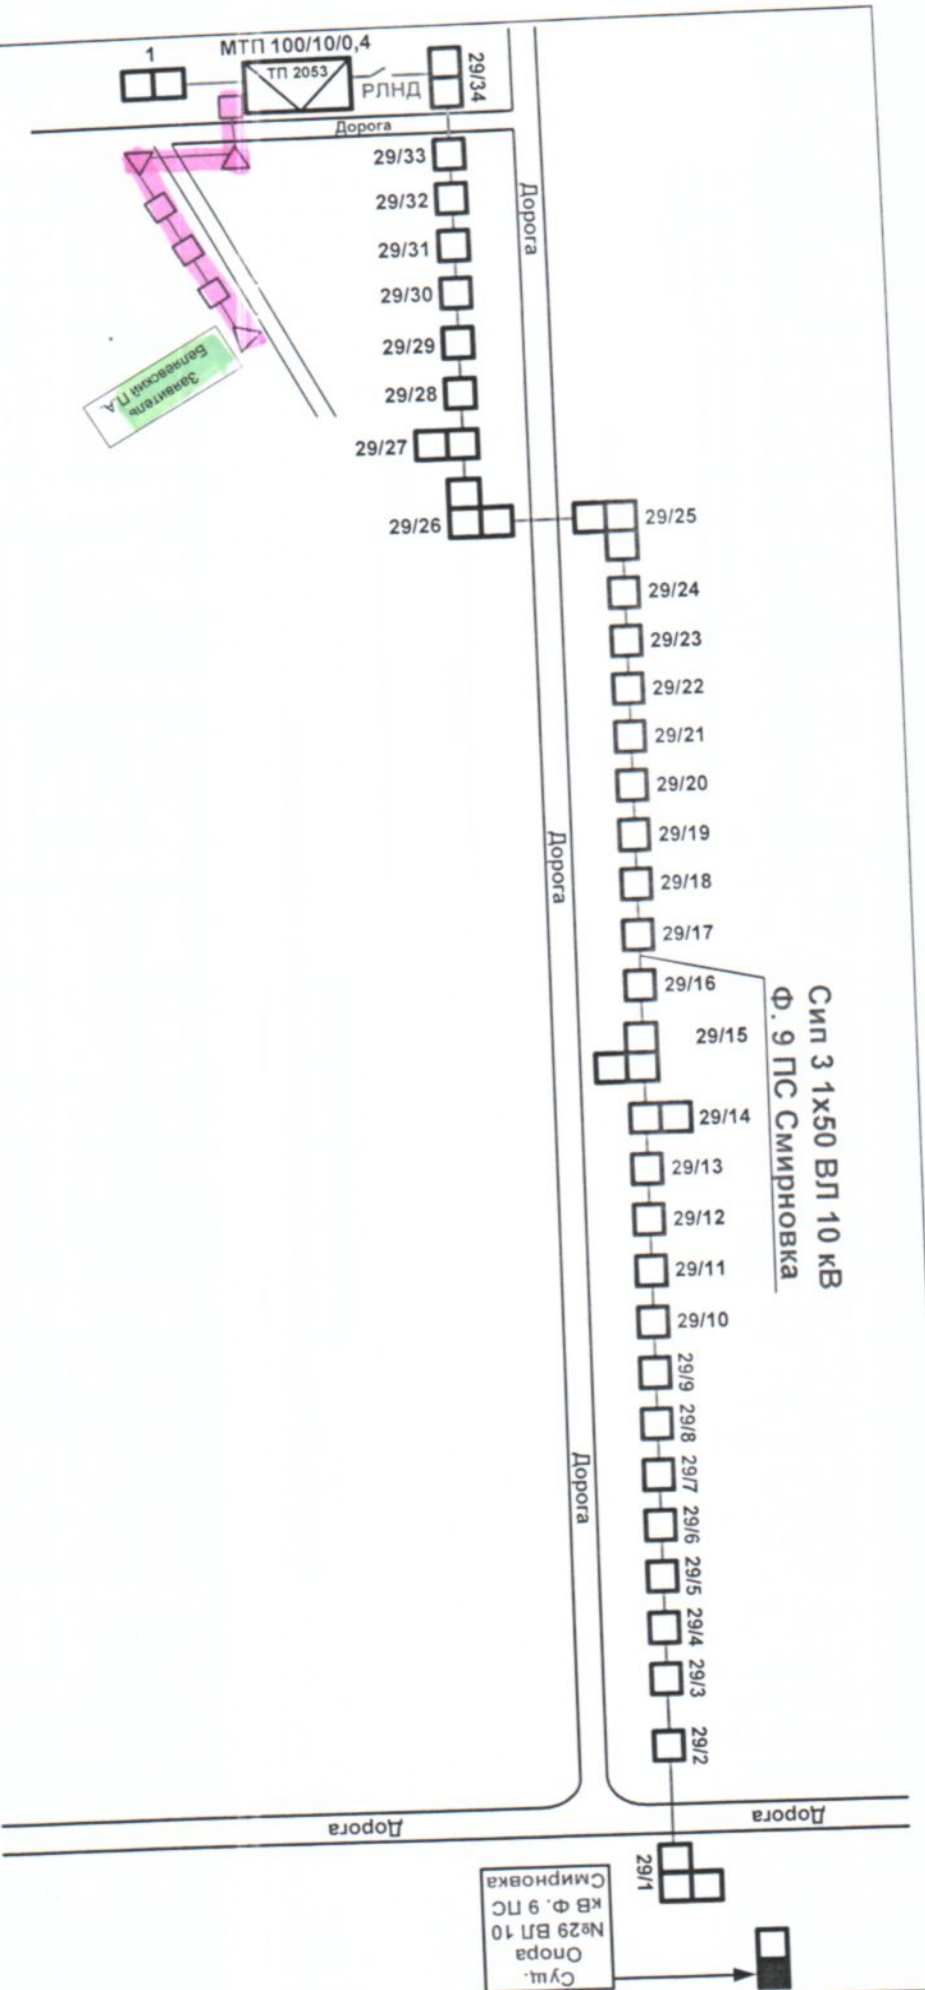 1
МТП 100/10/0,4
ТП 2053
РЛНД
29/34
Дорога
29/33
29/32
29/31
29/30
29/29
29/28
29/27
29/26
Дорога
Заявитель
Беляевский П.А.
29/25
29/24
29/23
29/22
29/21
29/20
29/19
29/18
29/17
29/16
29/15
29/14
29/13
29/12
29/11
29/10
29/9
29/8
29/7
29/6
29/5
29/4
29/3
29/2
Сип 3 1х50 ВЛ 10 кВ
Ф. 9 ПС Смирновка
Дорога
Дорога
Дорога
Дорога
29/1
Сущ.
Опора
№29 ВЛ 10
кВ Ф. 9 ПС
Смирновка